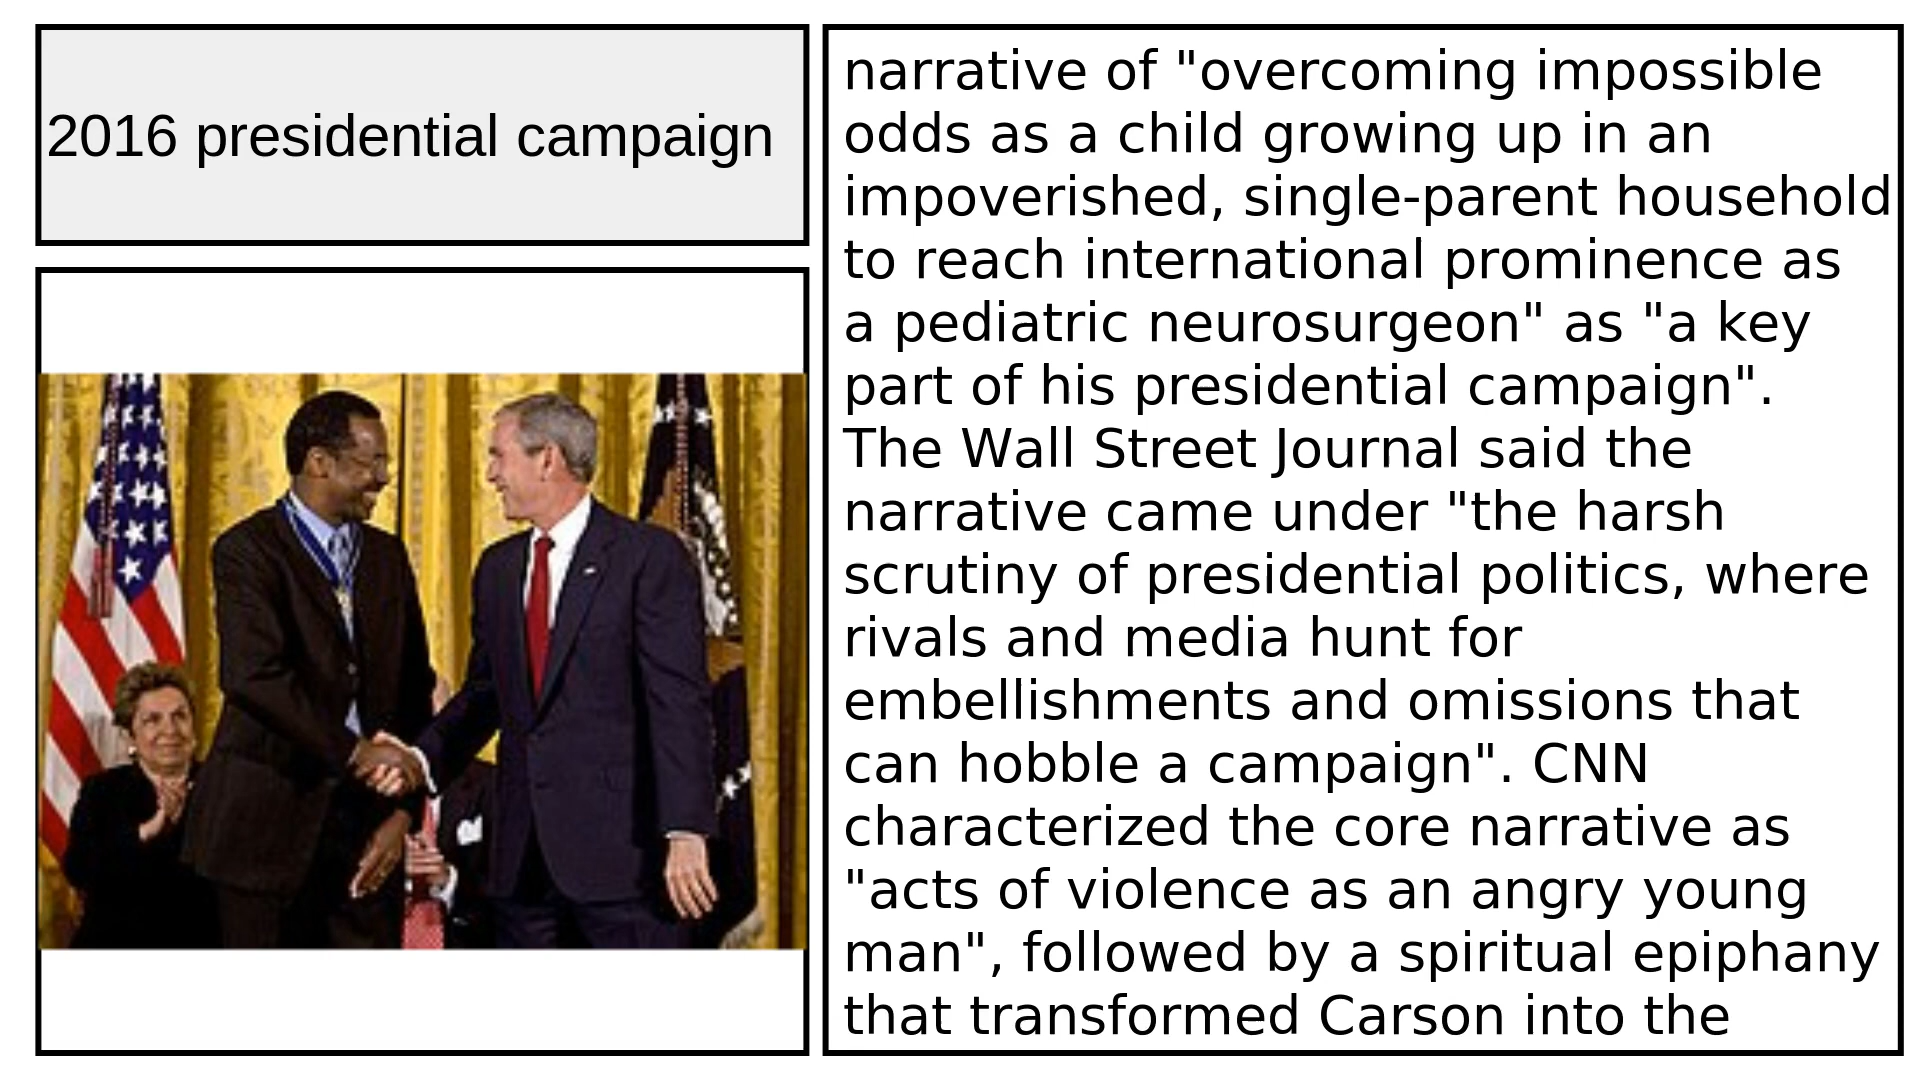 2016 presidential campaign
narrative of "overcoming impossible
odds as a child growing up in an
impoverished, single-parent household
to reach international prominence as
a pediatric neurosurgeon" as "a key
part of his presidential campaign".
The Wall Street Journal said the
narrative came under "the harsh
scrutiny of presidential politics, where
rivals and media hunt for
embellishments and omissions that
can hobble a campaign". CNN
characterized the core narrative as
"acts of violence as an angry young
man", followed by a spiritual epiphany
that transformed Carson into the